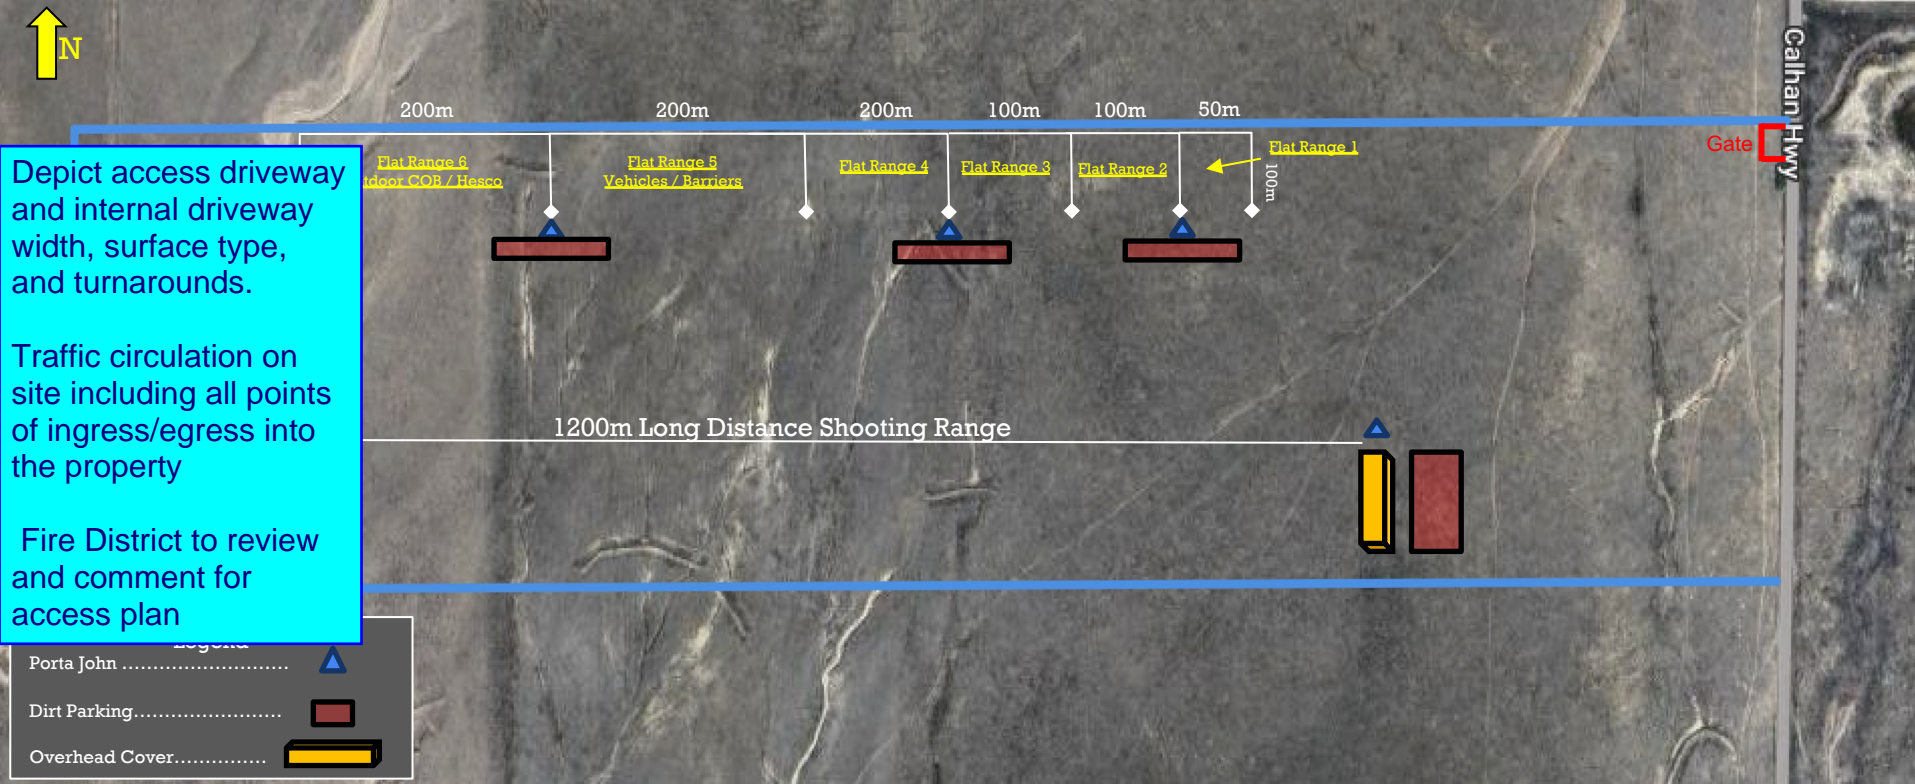 N
Calhan Hwy
200m
200m
200m
100m
100m
50m
Gate
Flat Range 6
tdoor COB / Hesco
Flat Range 5
Vehicles / Barriers
Flat Range 4
Flat Range 3
Flat Range 2
Flat Range 1
100m
Depict access driveway
and internal driveway
width, surface type,
and turnarounds.
Traffic circulation on
site including all points
of ingress/egress into
the property
Fire District to review
and comment for
access plan
1200m Long Distance Shooting Range
Legend
Porta John ..........................
Dirt Parking.......................
Overhead Cover...............